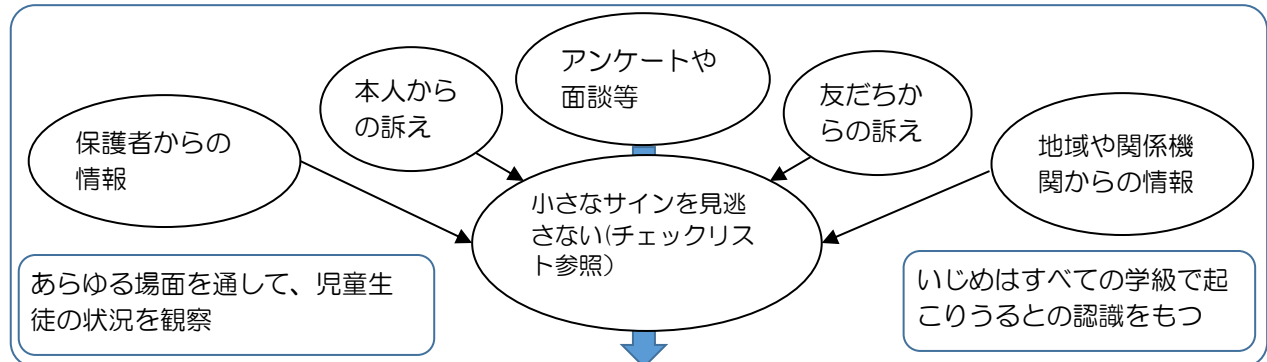 アンケートや
面談等
本人から
の訴え
友だちか
らの訴え
保護者からの
情報
地域や関係機
関からの情報
小さなサインを見逃
さない(チェックリス
ト参照）
あらゆる場面を通して、児童生
徒の状況を観察
いじめはすべての学級で起
こりうるとの認識をもつ